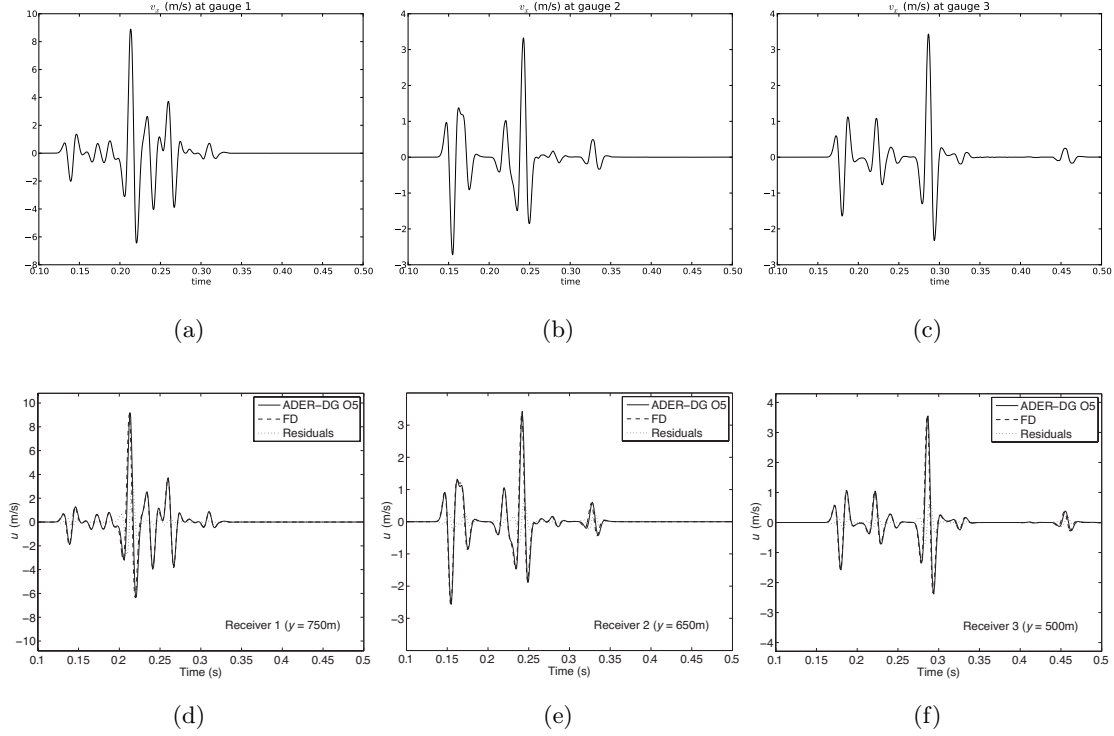 v_x (m/s) at gauge 1
10
8
6
4
2
0
−2
−4
−6
−8
0.10 0.15 0.20 0.25 0.30 0.35 0.40 0.45 0.50
time
(a)
v_x (m/s) at gauge 2
4
3
2
1
0
−1
−2
−3
0.10 0.15 0.20 0.25 0.30 0.35 0.40 0.45 0.50
time
(b)
v_x (m/s) at gauge 3
4
3
2
1
0
−1
−2
−3
0.10 0.15 0.20 0.25 0.30 0.35 0.40 0.45 0.50
time
(c)
ADER−DG O5
FD
Residuals
10
8
6
4
2
0
−2
−4
−6
−8
−10
u (m/s)
Receiver 1 (y = 750m)
0.1 0.15 0.2 0.25 0.3 0.35 0.4 0.45 0.5
Time (s)
(d)
ADER−DG O5
FD
Residuals
3
2
1
0
−1
−2
−3
u (m/s)
Receiver 2 (y = 650m)
0.1 0.15 0.2 0.25 0.3 0.35 0.4 0.45 0.5
Time (s)
(e)
ADER−DG O5
FD
Residuals
4
3
2
1
0
−1
−2
−3
−4
u (m/s)
Receiver 3 (y = 500m)
0.1 0.15 0.2 0.25 0.3 0.35 0.4 0.45 0.5
Time (s)
(f)